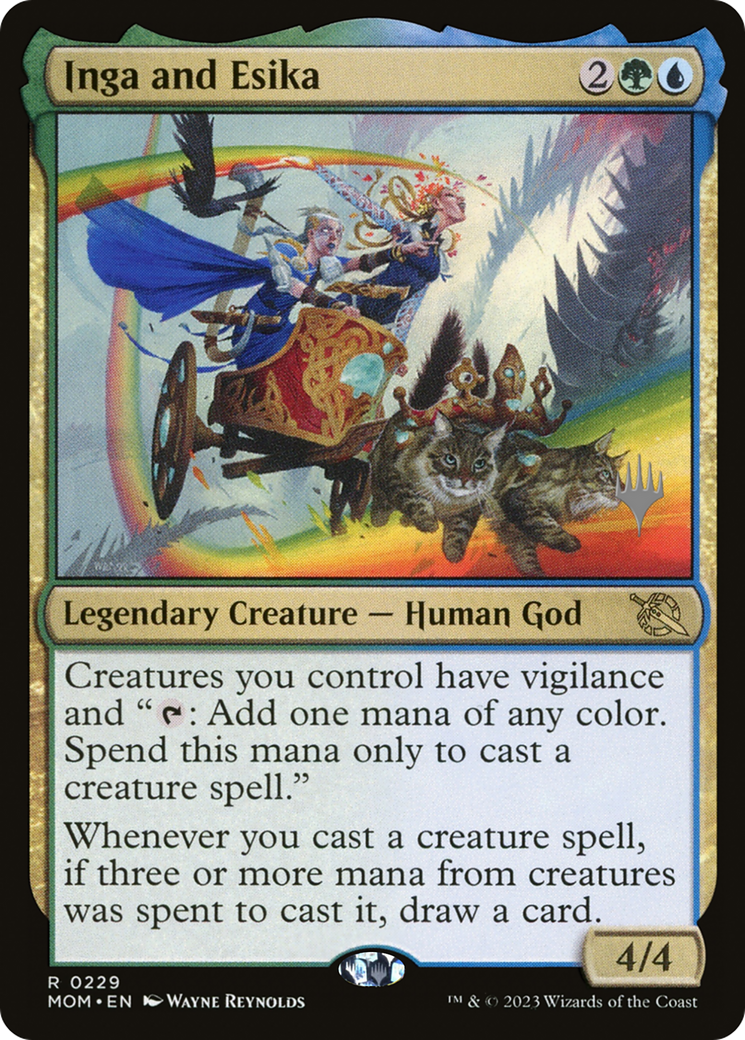 Inga and Esika 2
Legendary Creature — Human God
Creatures you control have vigilance
and “ : Add one mana of any color.
Spend this mana only to cast a
creature spell.”
Whenever you cast a creature spell,
if three or more mana from creatures
was spent to cast it, draw a card.
4/4
R 0229
MOM • EN Wayne Reynolds
™ & © 2023 Wizards of the Coast